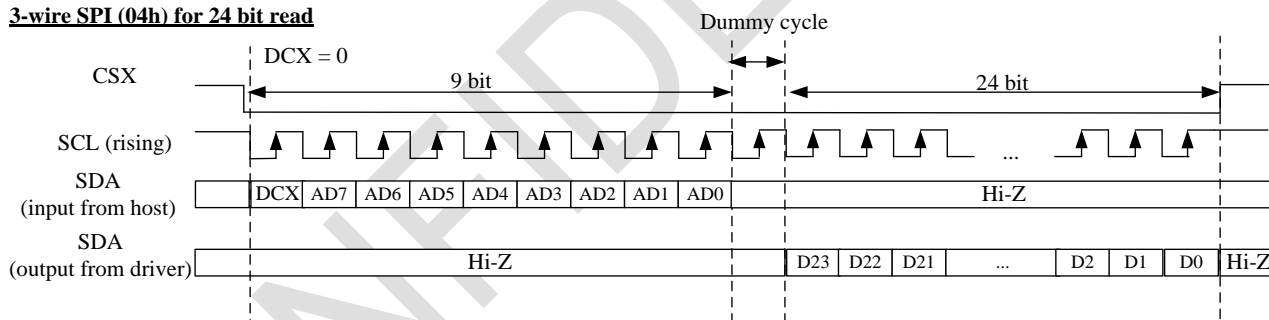 3-wire SPI (04h) for 24 bit read
Dummy cycle
DCX = 0
CSX
9 bit
24 bit
SCL (rising)
...
SDA
(input from host)
DCX AD7 AD6 AD5 AD4 AD3 AD2 AD1 AD0
Hi-Z
SDA
(output from driver)
Hi-Z
D23 D22 D21 ... D2 D1 D0 Hi-Z